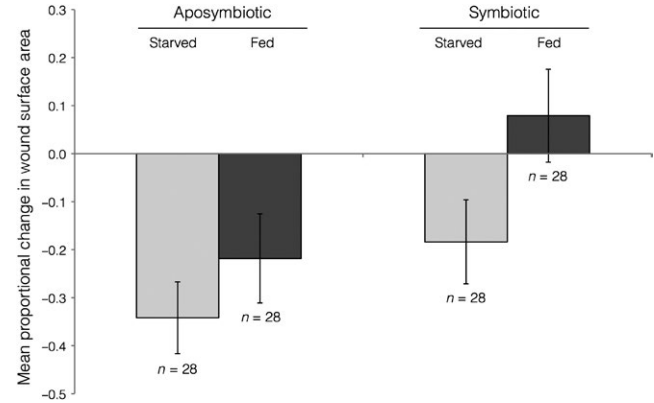 Aposymbiotic
Symbiotic
Starved
Fed
Starved
Fed
Mean proportional change in wound surface area
0.3
0.2
0.1
0.0
–0.1
–0.2
–0.3
–0.4
–0.5
n = 28
n = 28
n = 28
n = 28